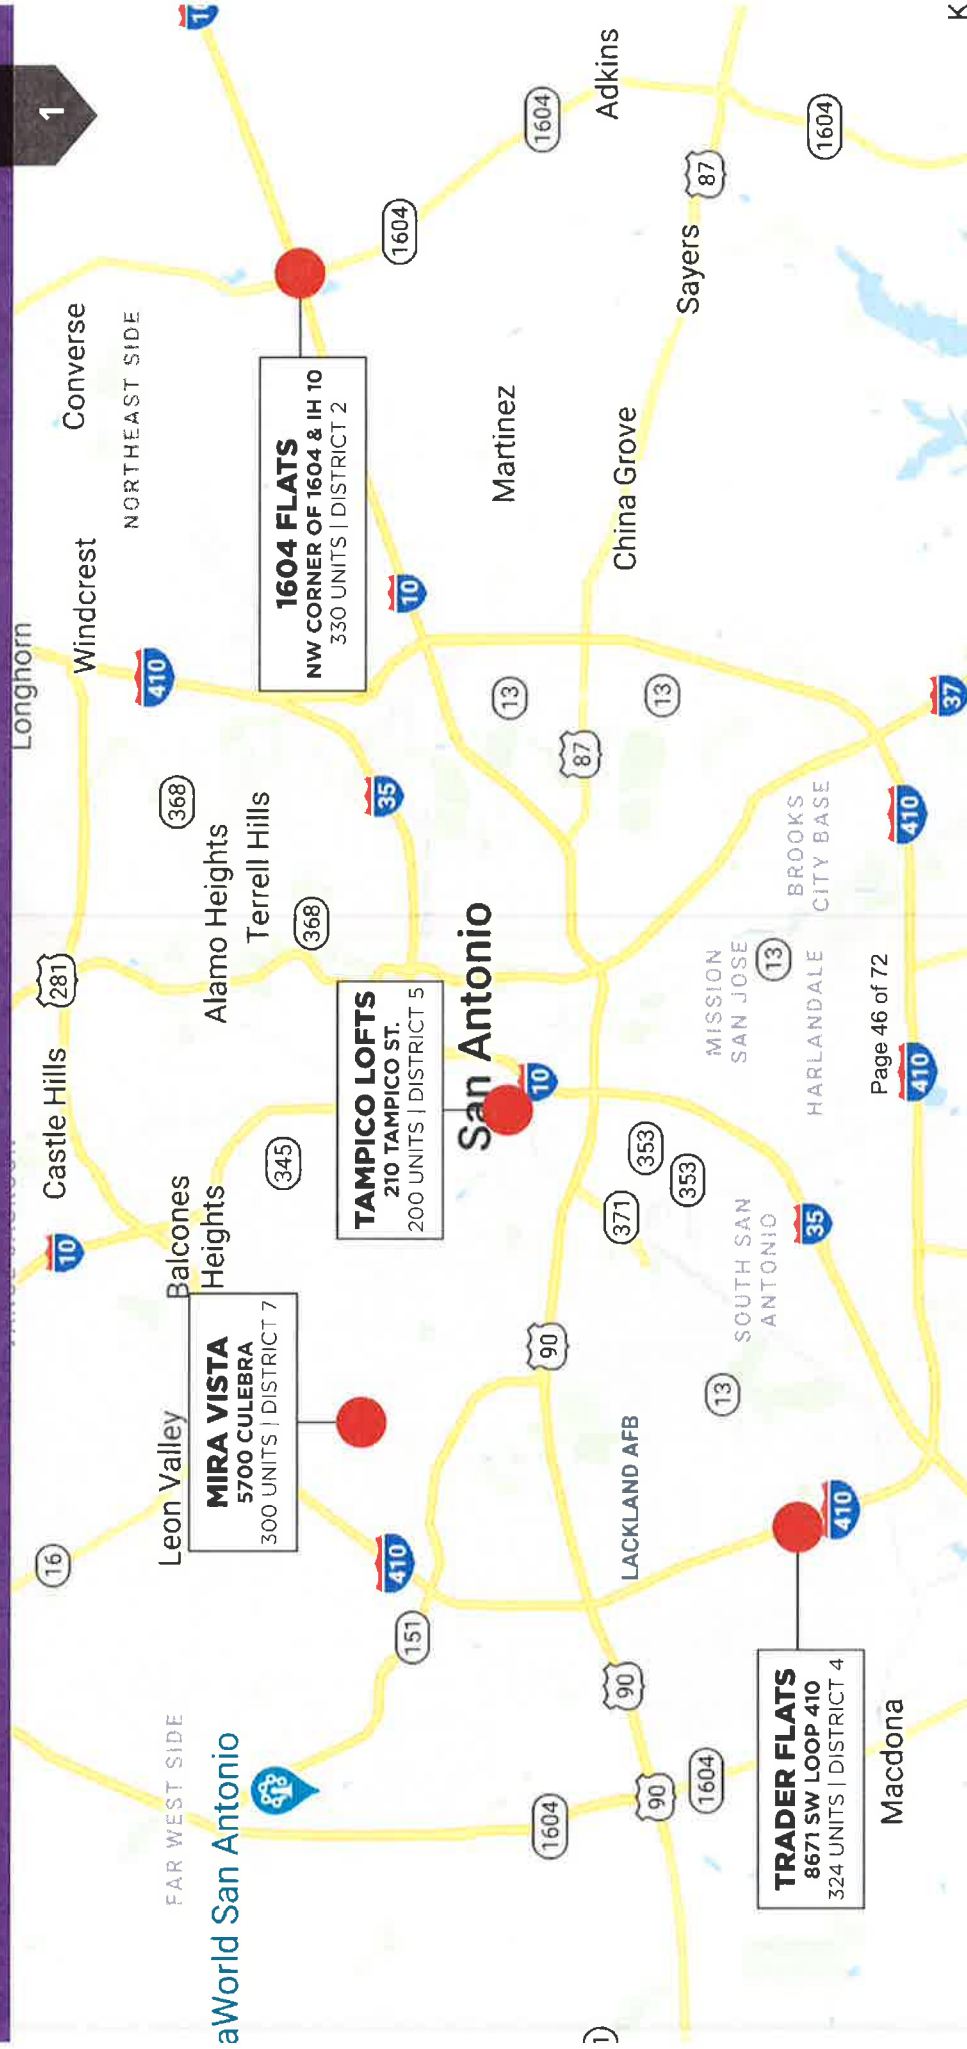 1
Longhorn
Converse
NORTHEAST SIDE
Windcrest
Castle Hills
281
10
16
410
368
Alamo Heights
Terrell Hills
368
Balcones
Heights
345
Leon Valley
FAR WEST SIDE
aWorld San Antonio
MIRA VISTA
5700 CULEBRA
300 UNITS | DISTRICT 7
TAMPICO LOFTS
210 TAMPICO ST.
200 UNITS | DISTRICT 5
1604 FLATS
NW CORNER OF 1604 & IH 10
330 UNITS | DISTRICT 2
10
1604
1604
Adkins
1604
87
Sayers
Martinez
China Grove
10
35
13
13
87
San Antonio
10
410
151
90
353
353
371
LACKLAND AFB
90
90
1604
1604
13
SOUTH SAN
ANTONIO
35
MISSION
SAN JOSE
13
BROOKS
CITY BASE
HARLANDALE
410
37
410
410
TRADER FLATS
8671 SW LOOP 410
324 UNITS | DISTRICT 4
Macdona
Page 46 of 72